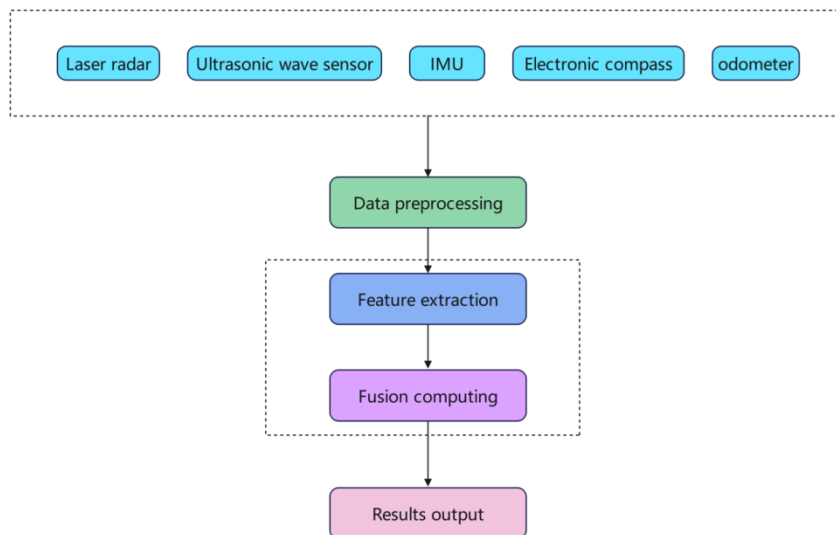 Laser radar
Ultrasonic wave sensor
IMU
Electronic compass
odometer
Data preprocessing
Feature extraction
Fusion computing
Results output